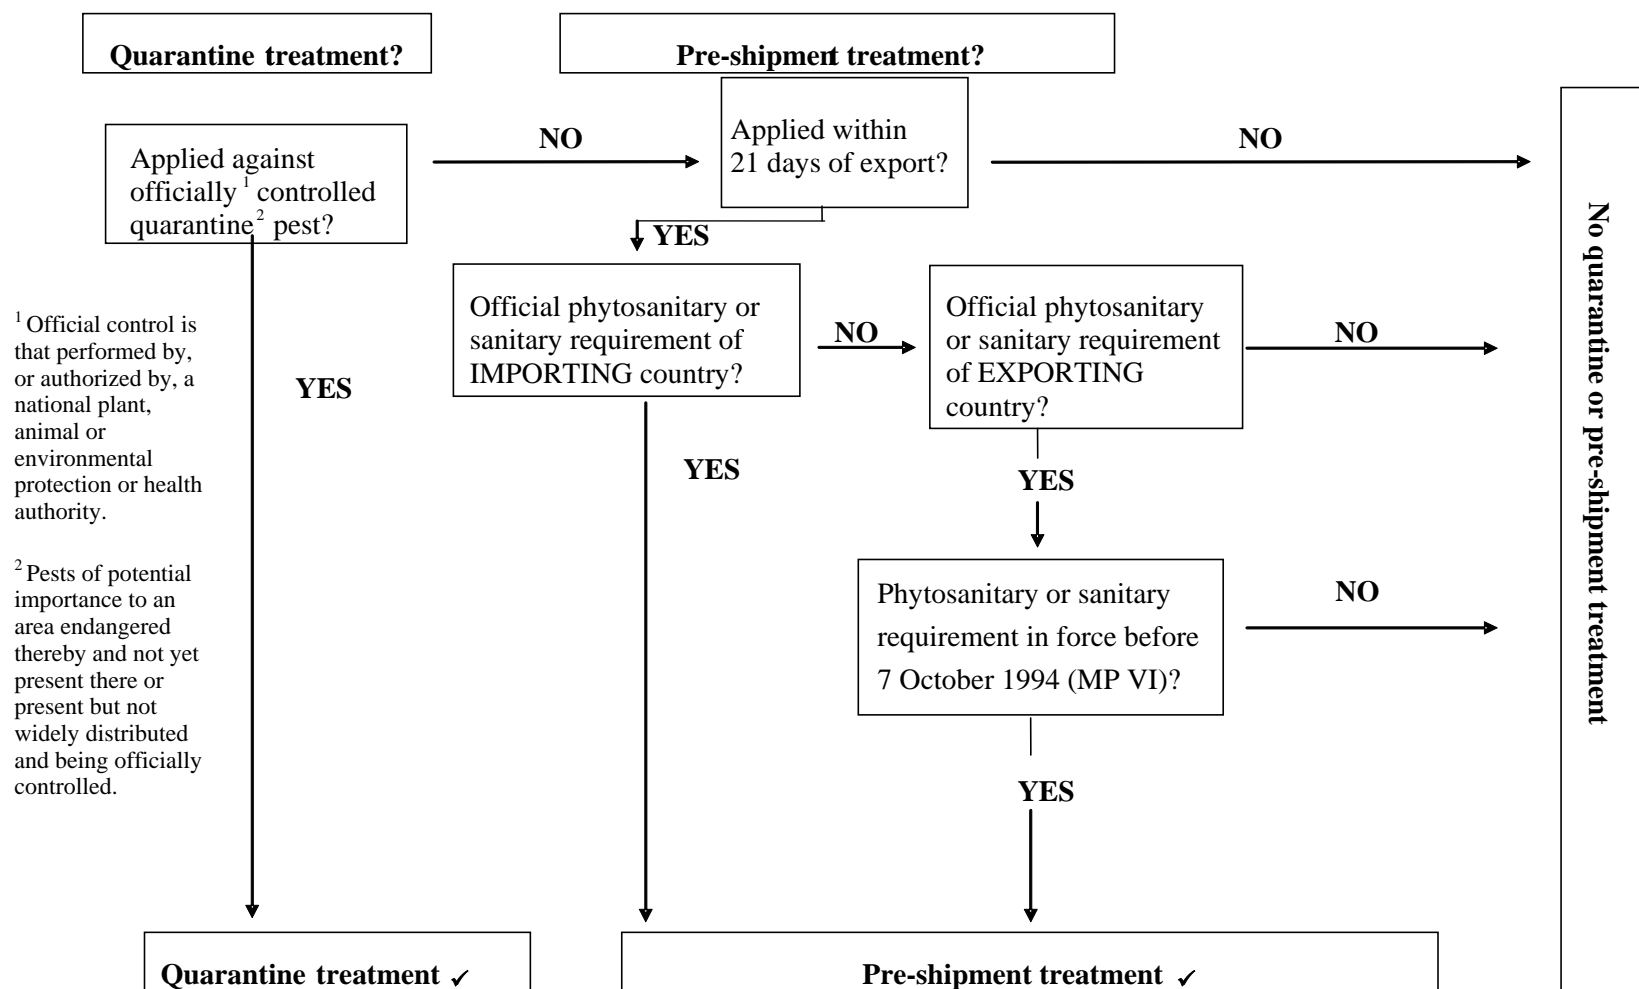 Quarantine treatment?
Pre-shipment treatment?
Applied against
officially 1 controlled
quarantine2 pest?
NO
Applied within
21 days of export?
NO
YES
Official phytosanitary or
sanitary requirement of
IMPORTING country?
NO
Official phytosanitary
or sanitary requirement
of EXPORTING
country?
NO
1 Official control is
that performed by,
or authorized by, a
national plant,
animal or
environmental
protection or health
authority.
YES
YES
YES
2 Pests of potential
importance to an
area endangered
thereby and not yet
present there or
present but not
widely distributed
and being officially
controlled.
Phytosanitary or sanitary
requirement in force before
7 October 1994 (MP VI)?
NO
YES
No quarantine or pre-shipment treatment
Quarantine treatment ✓
Pre-shipment treatment ✓